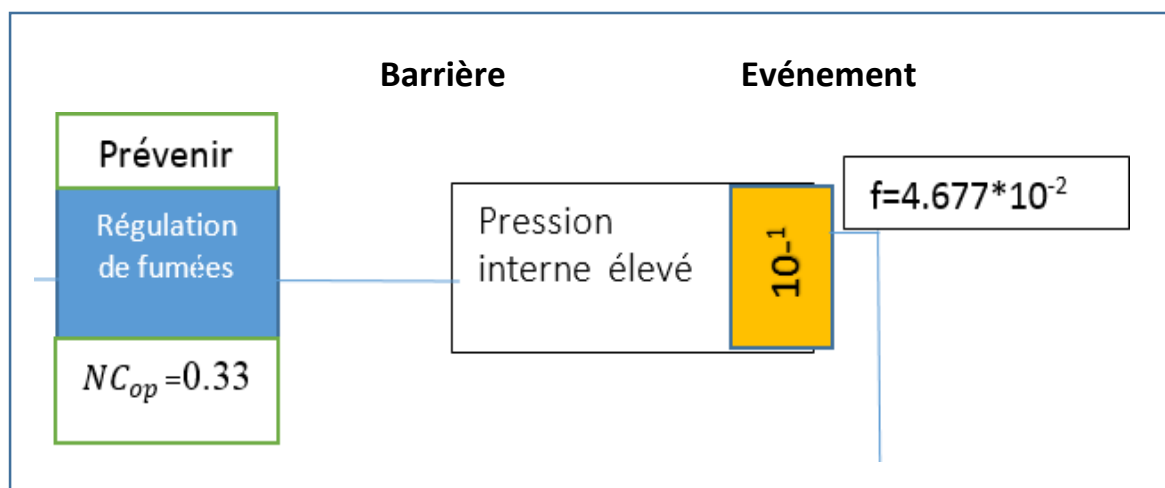 Barrière
Evénement
Prévenir
Régulation
de fumées
NCop =0.33
Pression
interne élevé
10-1
f=4.677*10-2